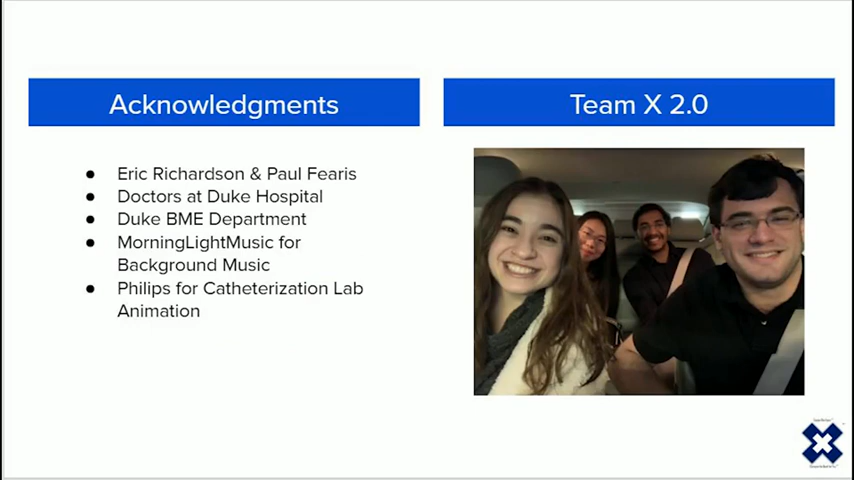 Acknowledgments
Eric Richardson & Paul Fearis
Doctors at Duke Hospital
Duke BME Department
MorningLightMusic for
Background Music
Philips for Catheterization Lab
Animation
Team X 2.0